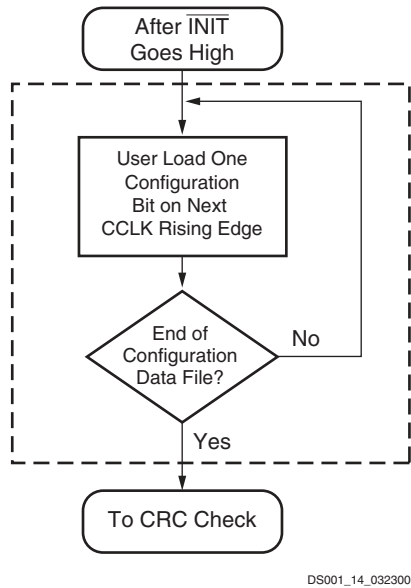 After I̅N̅I̅T̅
Goes High
User Load One
Configuration
Bit on Next
CCLK Rising Edge
End of
Configuration
Data File?
No
Yes
To CRC Check
DS001_14_032300